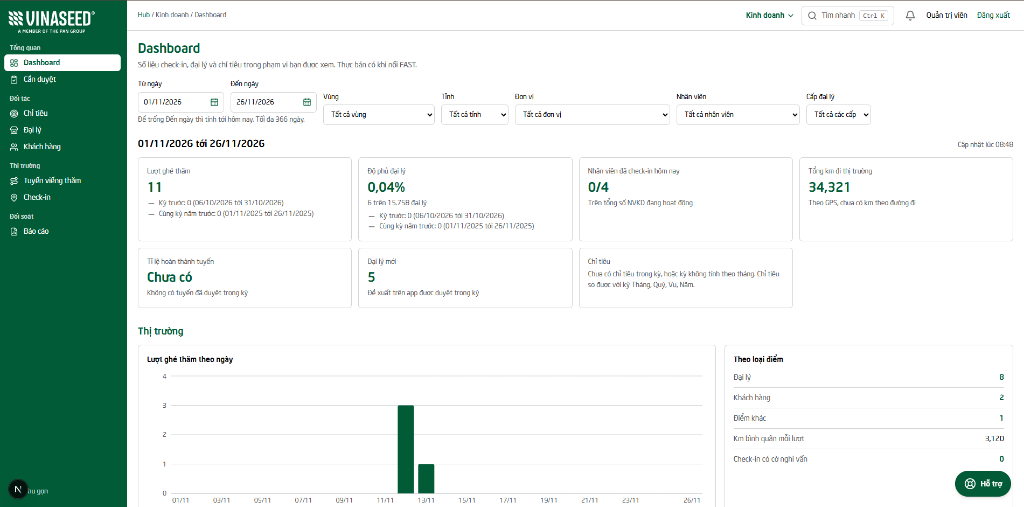 VINASEED®
A MEMBER OF THE PAN GROUP
Hub / Kinh doanh / Dashboard
Kinh doanh
Tìm nhanh
Ctrl K
Quản trị viên
Đăng xuất
Tổng quan
Dashboard
Cần duyệt
Đối tác
Chỉ tiêu
Đại lý
Khách hàng
Thị trường
Tuyến viếng thăm
Check-in
Đối soát
Báo cáo
N
Thu gọn
Dashboard
Số liệu check-in, đại lý và chỉ tiêu trong phạm vi bạn được xem. Thực bán có khi nối FAST.
Từ ngày
Đến ngày
Vùng
Tỉnh
Đơn vị
Nhân viên
Cấp đại lý
01/11/2026
26/11/2026
Tất cả vùng
Tất cả tỉnh
Tất cả đơn vị
Tất cả nhân viên
Tất cả các cấp
Để trống Đến ngày thì tính tới hôm nay. Tối đa 366 ngày.
01/11/2026 tới 26/11/2026
Cập nhật lúc 08:48
Lượt ghé thăm
11
— Kỳ trước: 0 (06/10/2026 tới 31/10/2026)
— Cùng kỳ năm trước: 0 (01/11/2025 tới 26/11/2025)
Độ phủ đại lý
0,04%
6 trên 15.758 đại lý
— Kỳ trước: 0 (06/10/2026 tới 31/10/2026)
— Cùng kỳ năm trước: 0 (01/11/2025 tới 26/11/2025)
Nhân viên đã check-in hôm nay
0/4
Trên tổng số NVKD đang hoạt động
Tổng km đi thị trường
34,321
Theo GPS, chưa có km theo đường đi
Tỉ lệ hoàn thành tuyến
Chưa có
Không có tuyến đã duyệt trong kỳ
Đại lý mới
5
Đề xuất trên app được duyệt trong kỳ
Chỉ tiêu
Chưa có chỉ tiêu trong kỳ, hoặc kỳ không tính theo tháng. Chỉ tiêu
so được với kỳ Tháng, Quý, Vụ, Năm.
Thị trường
Lượt ghé thăm theo ngày
4
3
2
1
0
01/11
03/11
05/11
07/11
09/11
11/11
13/11
15/11
17/11
19/11
21/11
23/11
26/11
Theo loại điểm
Đại lý 8
Khách hàng 2
Điểm khác 1
Km bình quân mỗi lượt 3,120
Check-in có cờ nghi vấn 0
Hỗ trợ